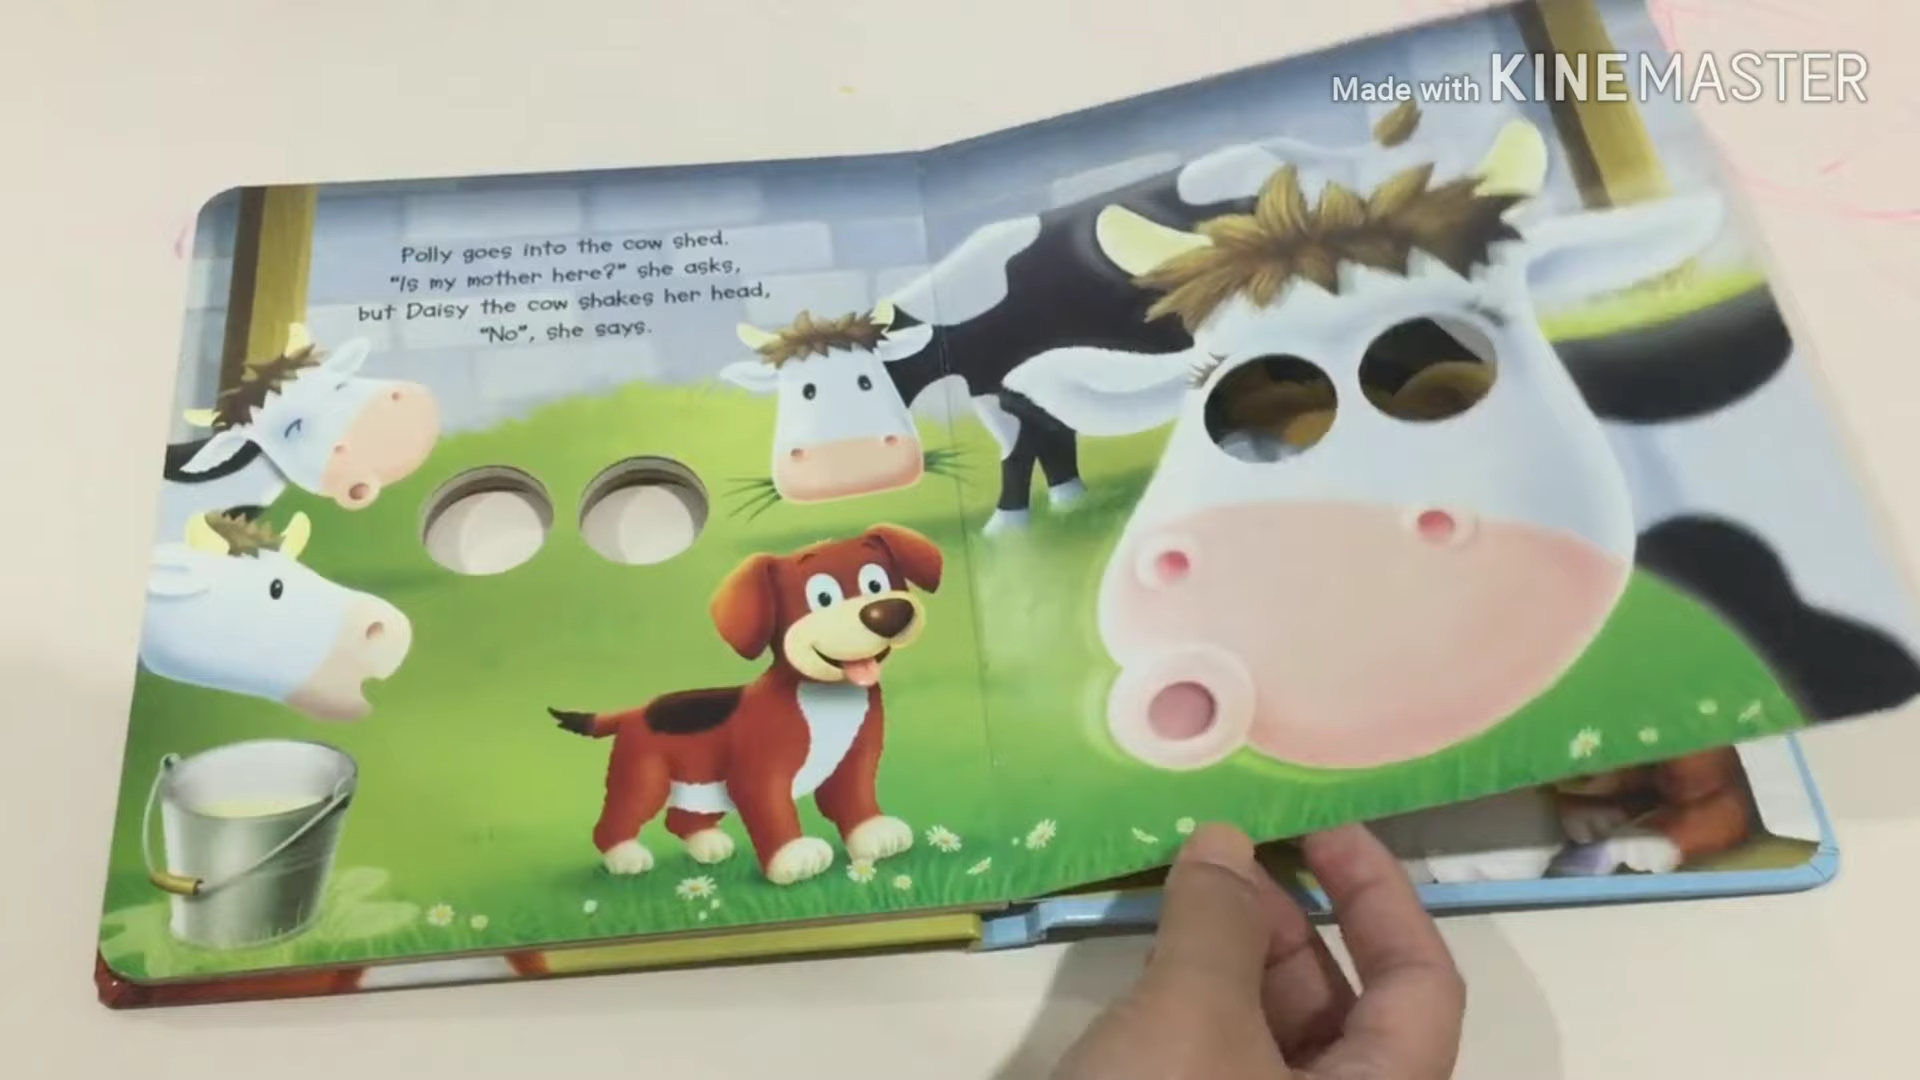 Made with KINEMASTER
Polly goes into the cow shed.
"Is my mother here?" she asks,
but Daisy the cow shakes her head,
"No", she says.